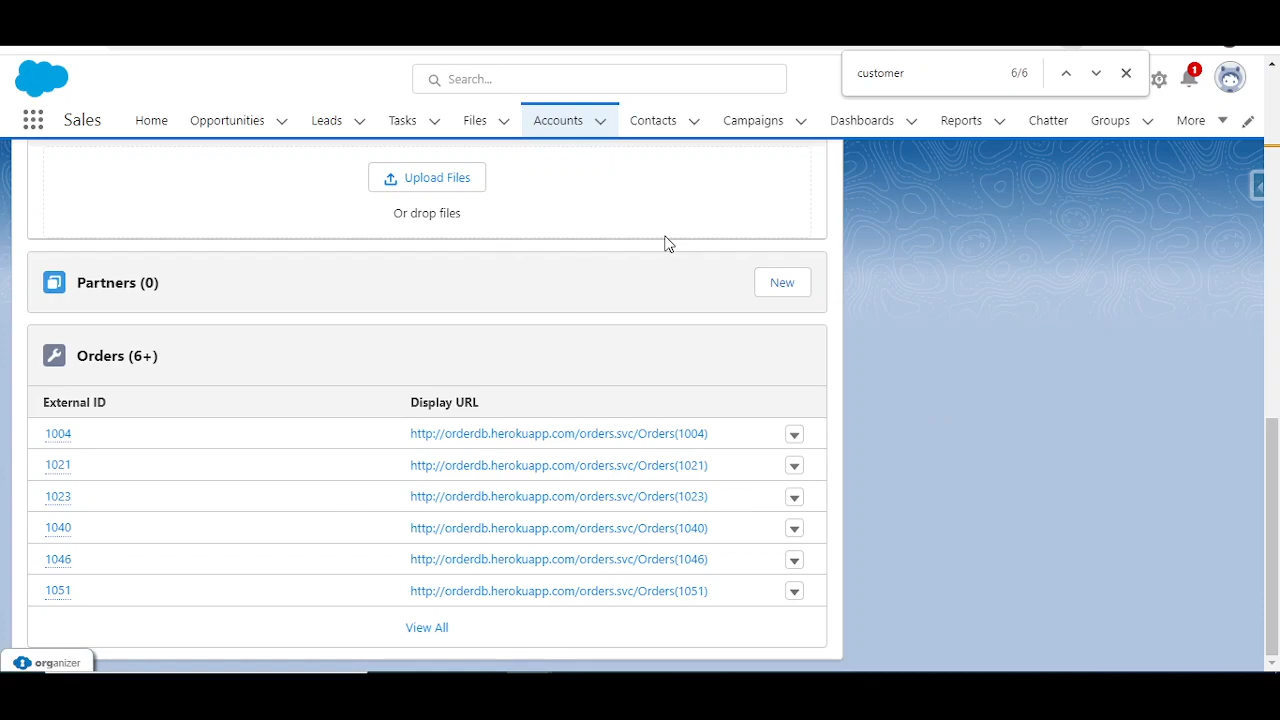 customer 6/6
Search...
1
Sales Home Opportunities Leads Tasks Files Accounts Contacts Campaigns Dashboards Reports Chatter Groups More
Upload Files
Or drop files
Partners (0) New
Orders (6+)
External ID Display URL
1004 http://orderdb.herokuapp.com/orders.svc/Orders(1004)
1021 http://orderdb.herokuapp.com/orders.svc/Orders(1021)
1023 http://orderdb.herokuapp.com/orders.svc/Orders(1023)
1040 http://orderdb.herokuapp.com/orders.svc/Orders(1040)
1046 http://orderdb.herokuapp.com/orders.svc/Orders(1046)
1051 http://orderdb.herokuapp.com/orders.svc/Orders(1051)
View All
organizer